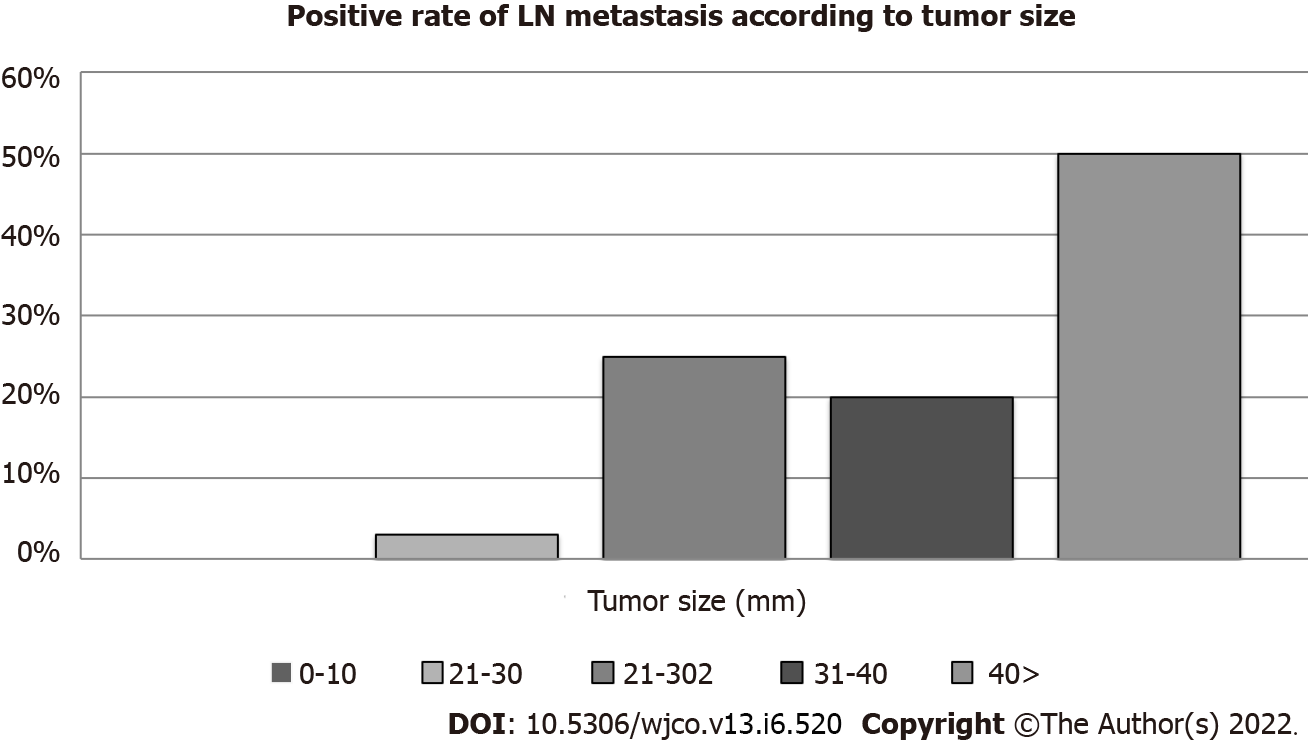 Positive rate of LN metastasis according to tumor size
60%
50%
40%
30%
20%
10%
0%
Tumor size (mm)
0-10 21-30 21-302 31-40 40>
DOI: 10.5306/wjco.v13.i6.520 Copyright ©The Author(s) 2022.